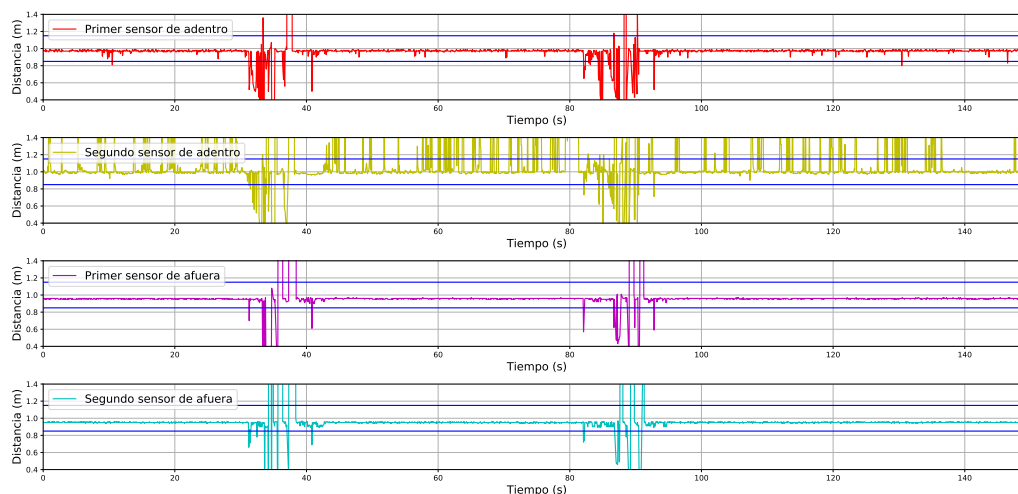 1.4
1.2
1.0
0.8
0.6
0.4
Distancia (m)
Primer sensor de adentro
0 20 40 60 80 100 120 140
Tiempo (s)
1.4
1.2
1.0
0.8
0.6
0.4
Distancia (m)
Segundo sensor de adentro
0 20 40 60 80 100 120 140
Tiempo (s)
1.4
1.2
1.0
0.8
0.6
0.4
Distancia (m)
Primer sensor de afuera
0 20 40 60 80 100 120 140
Tiempo (s)
1.4
1.2
1.0
0.8
0.6
0.4
Distancia (m)
Segundo sensor de afuera
0 20 40 60 80 100 120 140
Tiempo (s)